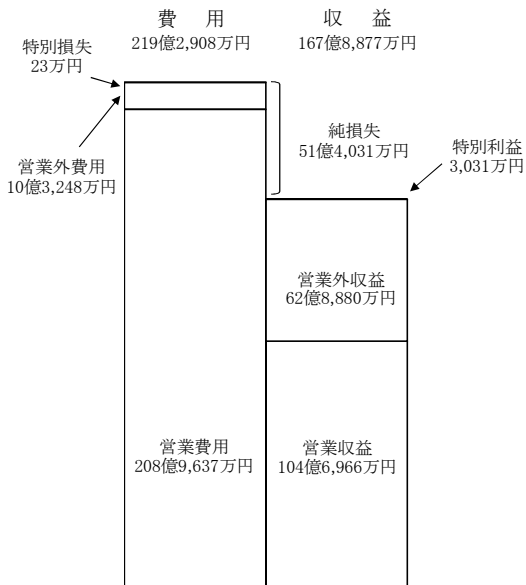 費　用
219億2,908万円
収　益
167億8,877万円
特別損失
23万円
営業外費用
10億3,248万円
純損失
51億4,031万円
特別利益
3,031万円
営業外収益
62億8,880万円
営業費用
208億9,637万円
営業収益
104億6,966万円